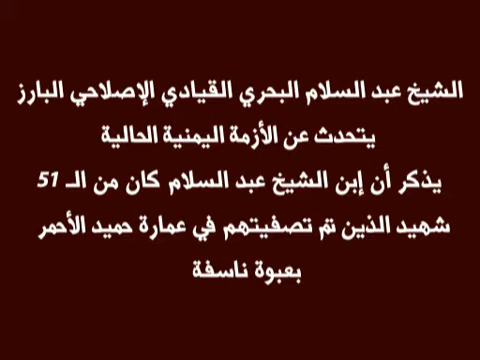 الشيخ عبد السلام البحري القيادي الإصلاحي البارز
يتحدث عن الأزمة اليمنية الحالية
يذكر أن إبن الشيخ عبد السلام كان من الـ 51
شهيد الذين تم تصفيتهم في عمارة حميد الأحمر
بعبوة ناسفة